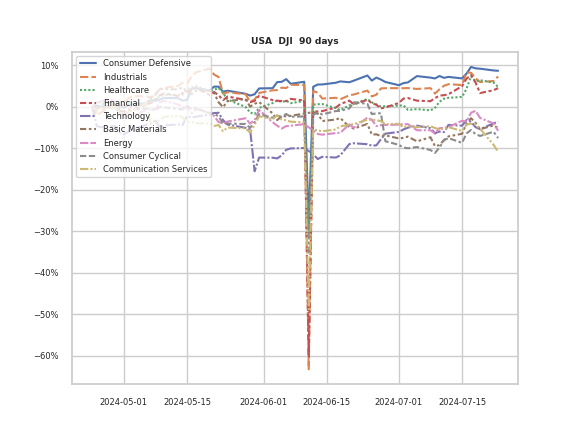 USA DJI 90 days
Consumer Defensive
Industrials
Healthcare
Financial
Technology
Basic Materials
Energy
Consumer Cyclical
Communication Services
10%
0%
−10%
−20%
−30%
−40%
−50%
−60%
2024-05-01 2024-05-15 2024-06-01 2024-06-15 2024-07-01 2024-07-15